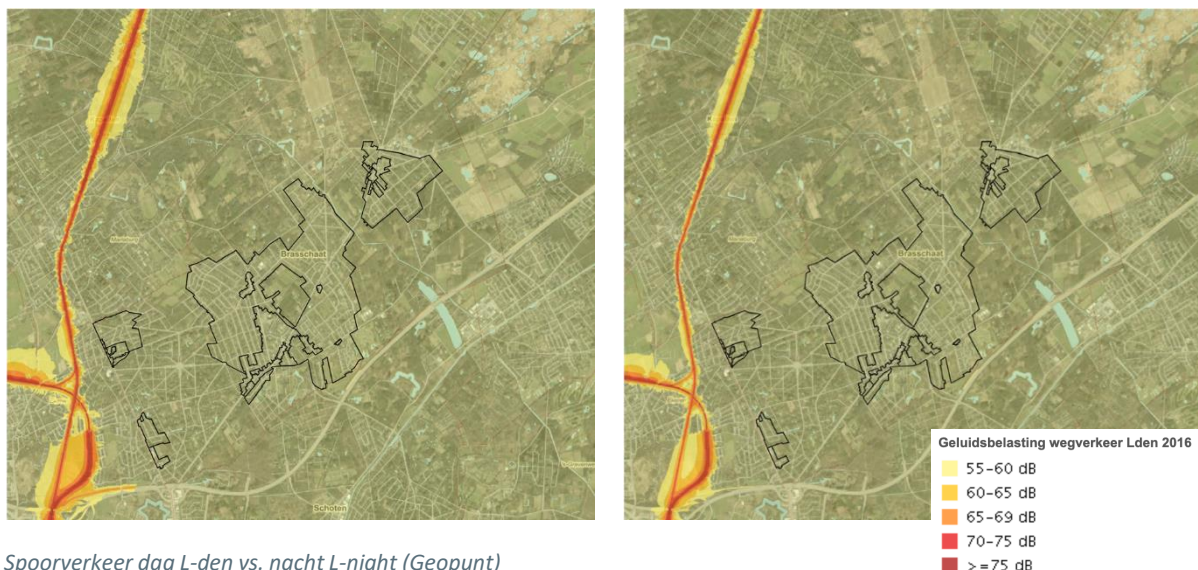 Brasschaat
Brasschaat
Schoten
Geluidsbelasting wegverkeer Lden 2016
55-60 dB
60-65 dB
65-69 dB
70-75 dB
>=75 dB
Spoorverkeer dag L-den vs. nacht L-night (Geopunt)